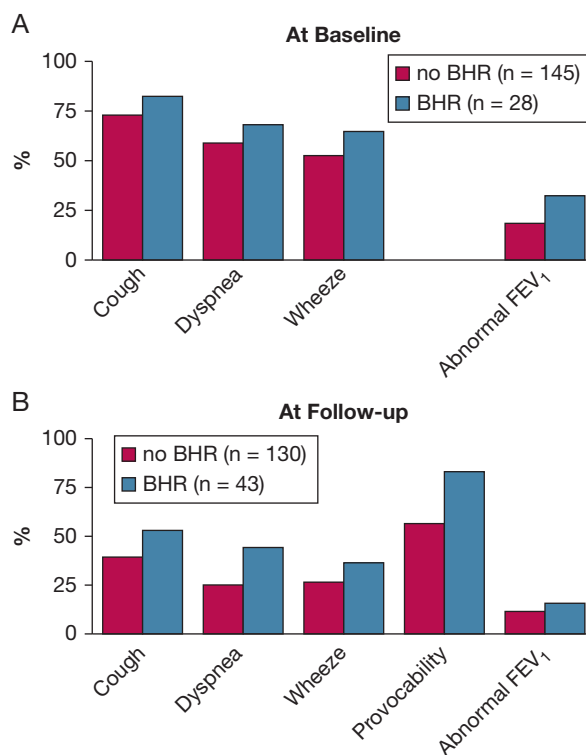 A
At Baseline
100
75
50
25
0
%
no BHR (n = 145)
BHR (n = 28)
Cough
Dyspnea
Wheeze
Abnormal FEV₁
B
At Follow-up
100
75
50
25
0
%
no BHR (n = 130)
BHR (n = 43)
Cough
Dyspnea
Wheeze
Provocability
Abnormal FEV₁